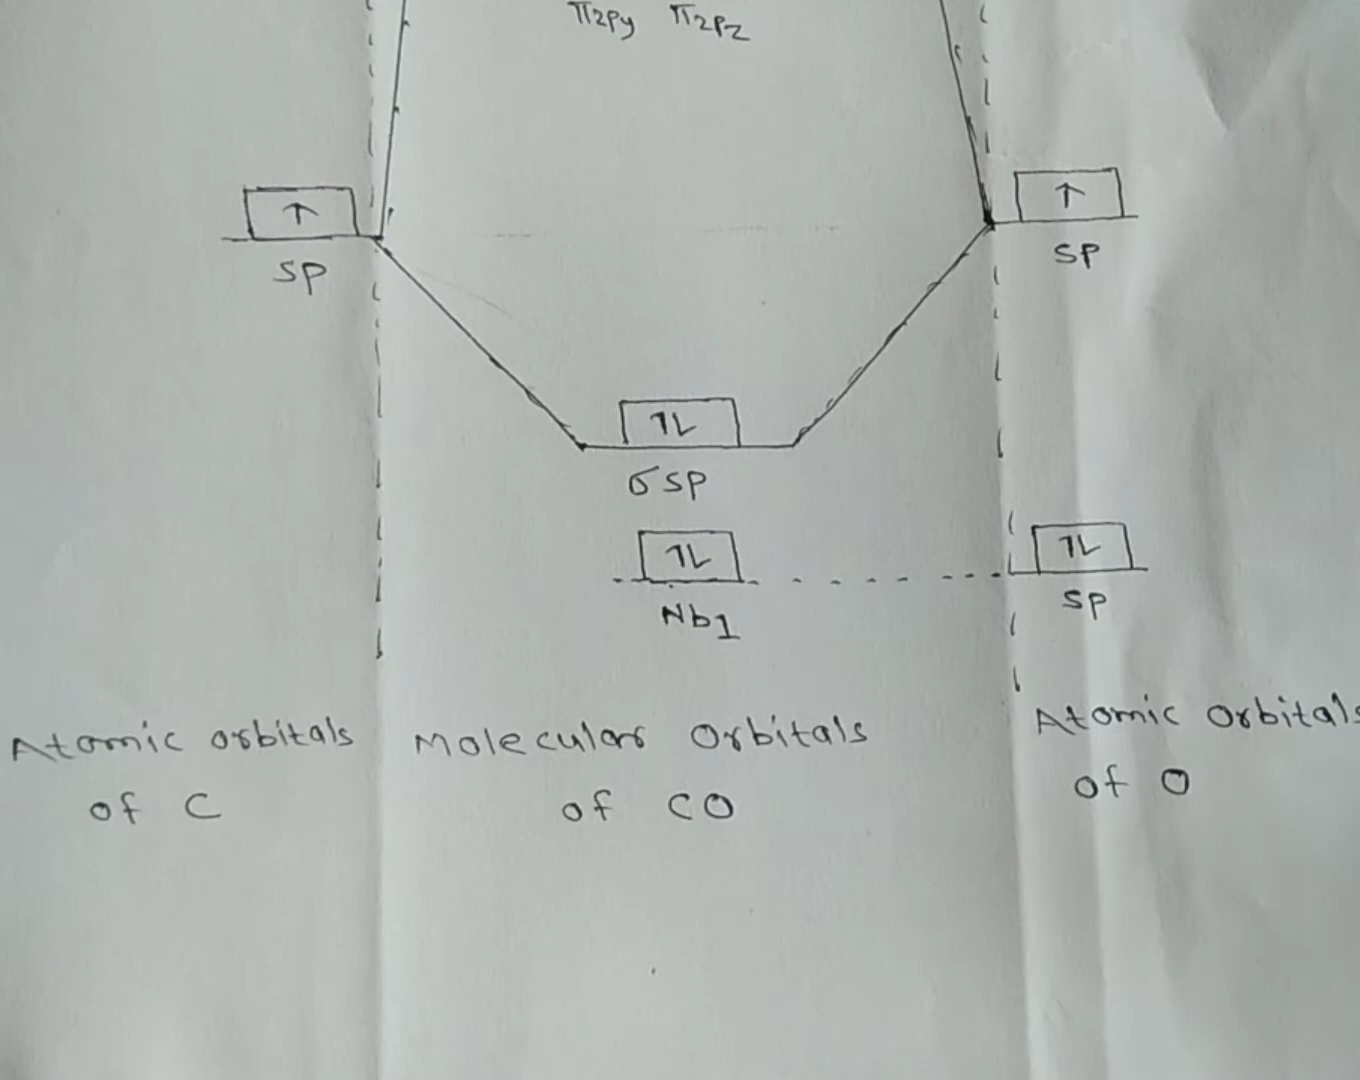 π2py π2pz
↑
sp
↑
sp
↿⇂
σsp
↿⇂
Nb1
↿⇂
sp
Atomic orbitals
of C
Molecular Orbitals
of CO
Atomic Orbitals
of O